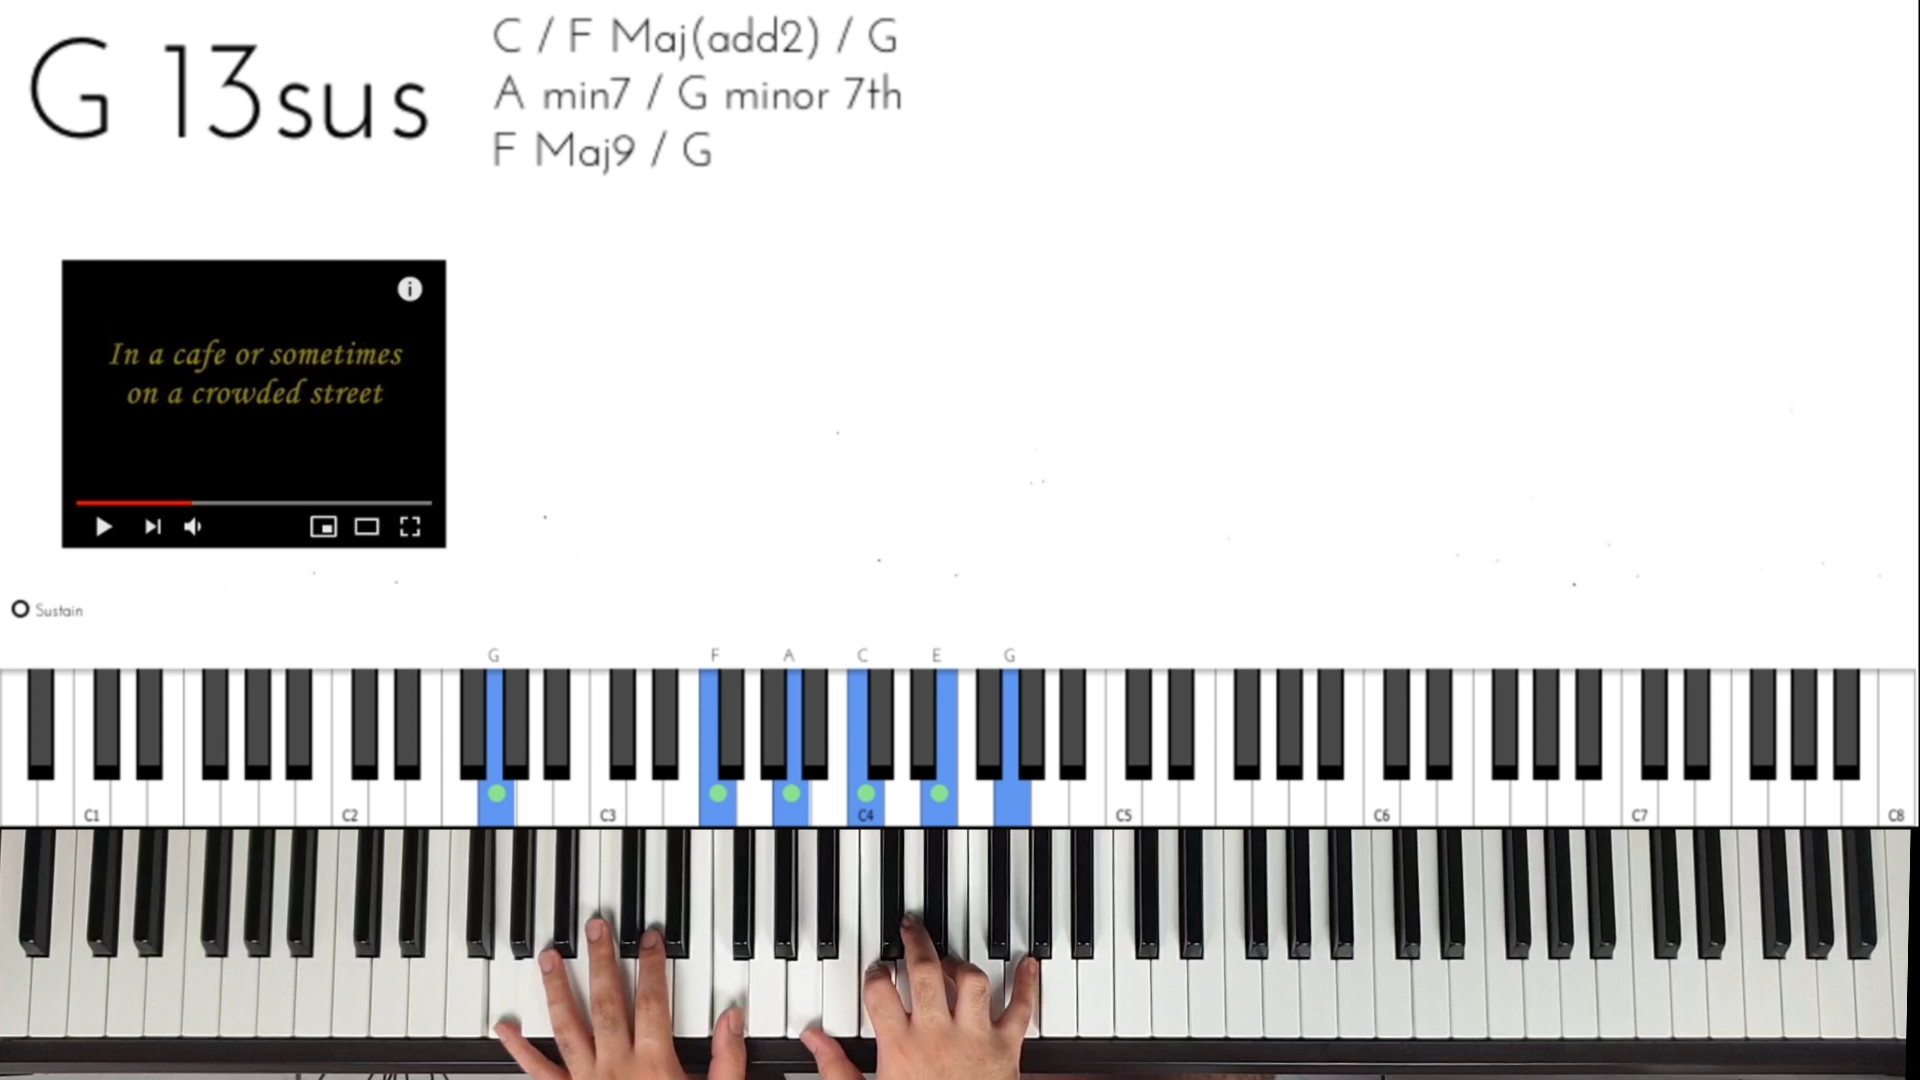 G 13sus
C / F Maj(add2) / G
A min7 / G minor 7th
F Maj9 / G
In a cafe or sometimes
on a crowded street
Sustain
G F A C E G
C1 C2 C3 C4 C5 C6 C7 C8